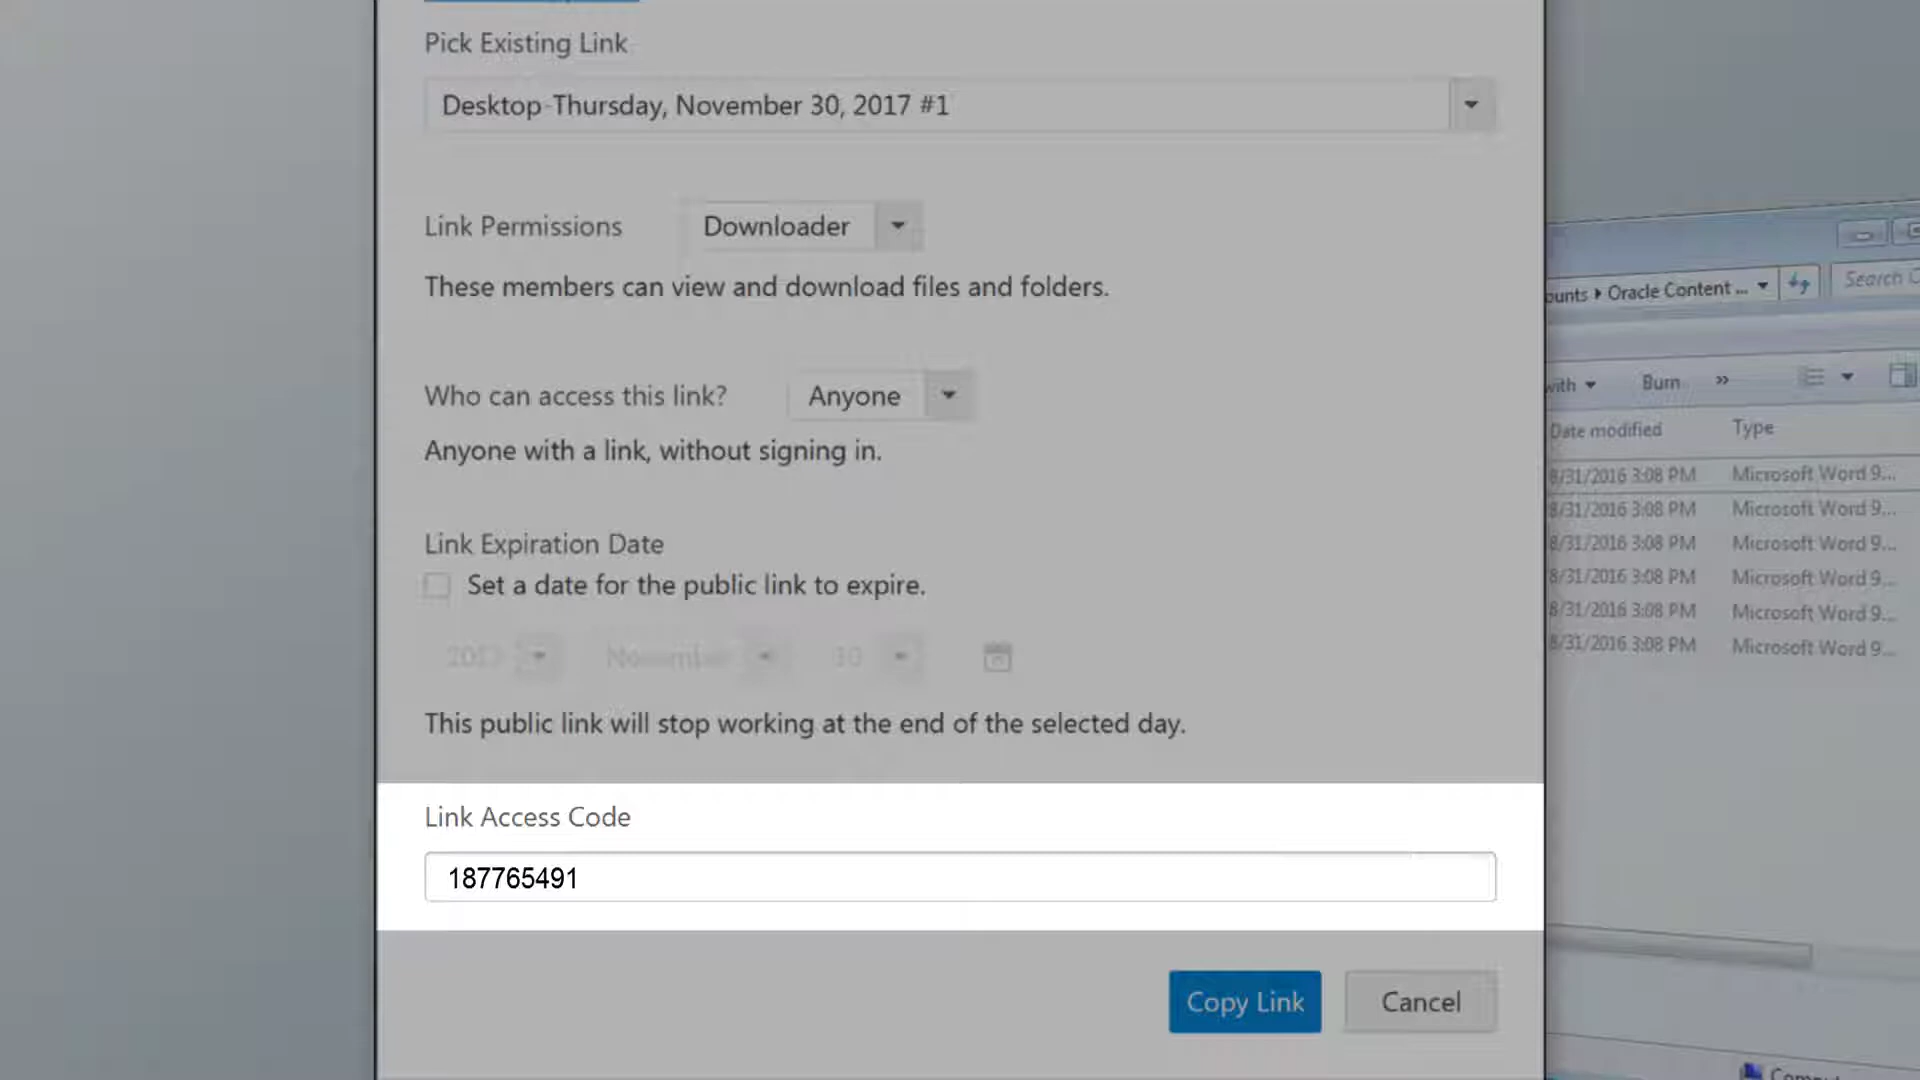 Pick Existing Link
Desktop-Thursday, November 30, 2017 #1
Link Permissions Downloader
These members can view and download files and folders.
Who can access this link? Anyone
Anyone with a link, without signing in.
Link Expiration Date
Set a date for the public link to expire.
November
This public link will stop working at the end of the selected day.
Link Access Code
187765491
Copy Link Cancel
Oracle Content ...
Search
Burn »
Date modified Type
8/31/2016 3:08 PM Microsoft Word 9...
8/31/2016 3:08 PM Microsoft Word 9...
8/31/2016 3:08 PM Microsoft Word 9...
8/31/2016 3:08 PM Microsoft Word 9...
8/31/2016 3:08 PM Microsoft Word 9...
8/31/2016 3:08 PM Microsoft Word 9...